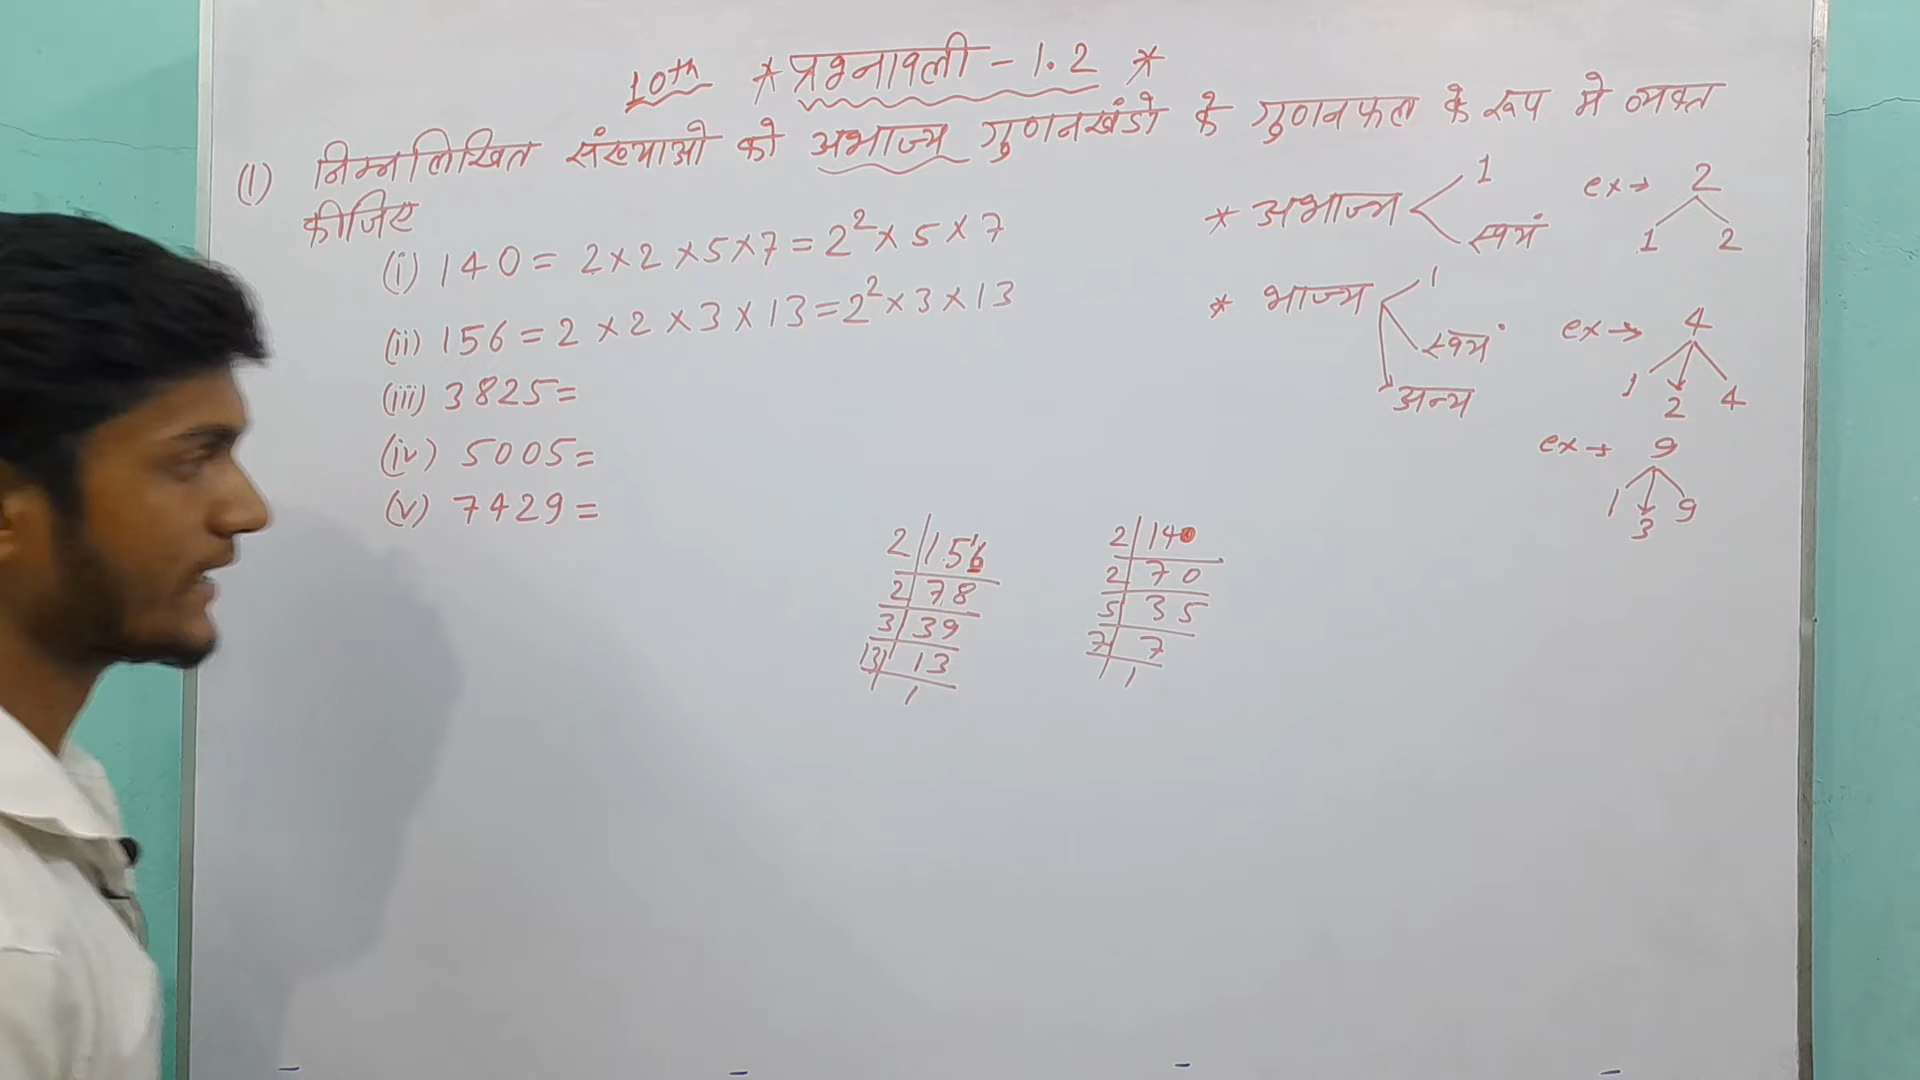 10th * प्रश्नावली - 1.2 *
(1) निम्नलिखित संख्याओ को अभाज्य गुणनखंडो के गुणनफल के रूप मे व्यक्त
कीजिए
(i) 140 = 2×2×5×7 = 2²×5×7
(ii) 156 = 2×2×3×13 = 2²×3×13
(iii) 3825 =
(iv) 5005 =
(v) 7429 =
* अभाज्य
1
स्वयं
ex→ 2
1 2
* भाज्य
1
स्वयं
अन्य
ex→ 4
1 2 4
ex→ 9
1 3 9
2 | 156
2 | 78
3 | 39
13 | 13
1
2 | 140
2 | 70
5 | 35
7 | 7
1